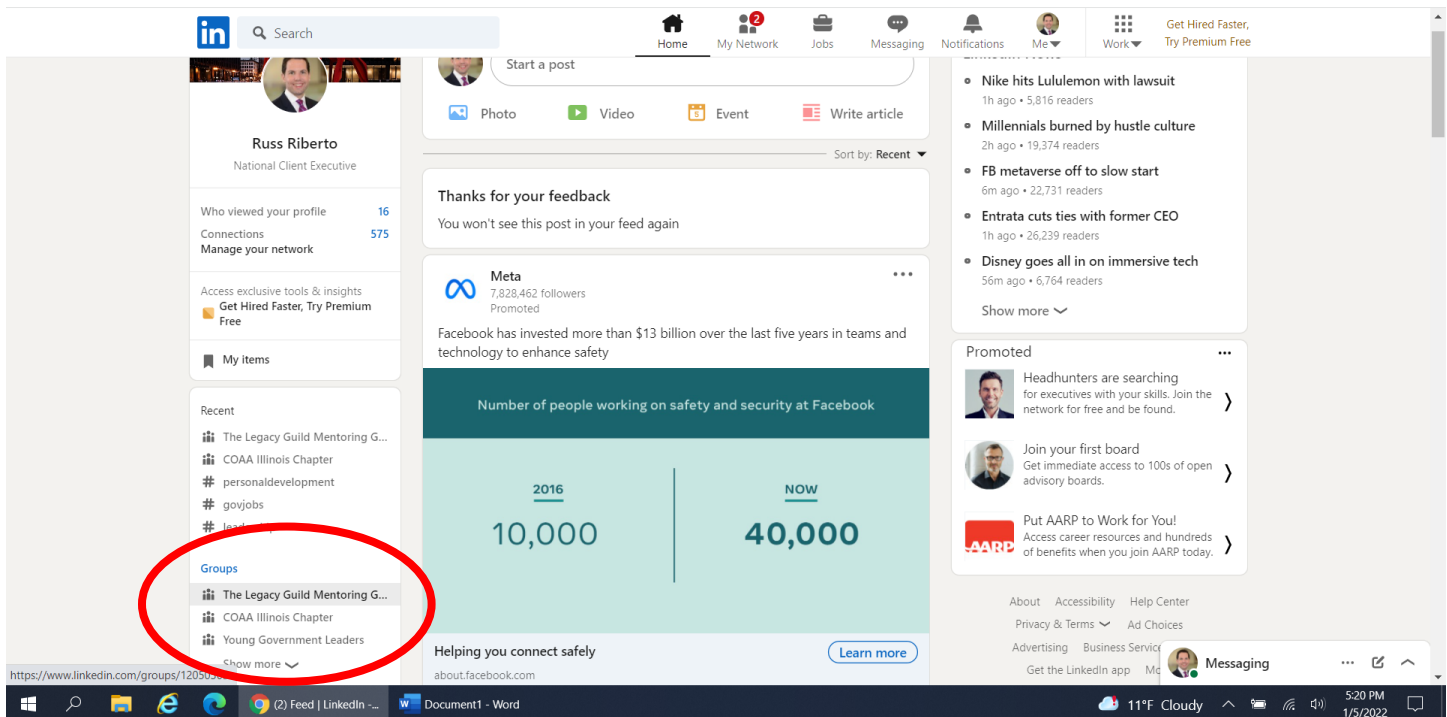 in
Search
2
Home
My Network
Jobs
Messaging
Notifications
Me
Work
Get Hired Faster,
Try Premium Free
Russ Riberto
National Client Executive
Who viewed your profile 16
Connections 575
Manage your network
Access exclusive tools & insights
Get Hired Faster, Try Premium
Free
My items
Recent
The Legacy Guild Mentoring G...
COAA Illinois Chapter
# personaldevelopment
# govjobs
#
Groups
The Legacy Guild Mentoring G...
COAA Illinois Chapter
Young Government Leaders
Show more
Start a post
Photo
Video
Event
Write article
Sort by: Recent
Thanks for your feedback
You won't see this post in your feed again
Meta
7,828,462 followers
Promoted
Facebook has invested more than $13 billion over the last five years in teams and
technology to enhance safety
Number of people working on safety and security at Facebook
2016
10,000
NOW
40,000
Helping you connect safely
about.facebook.com
Learn more
Nike hits Lululemon with lawsuit
1h ago • 5,816 readers
Millennials burned by hustle culture
2h ago • 19,374 readers
FB metaverse off to slow start
6m ago • 22,731 readers
Entrata cuts ties with former CEO
1h ago • 26,239 readers
Disney goes all in on immersive tech
56m ago • 6,764 readers
Show more
Promoted
Headhunters are searching
for executives with your skills. Join the
network for free and be found.
Join your first board
Get immediate access to 100s of open
advisory boards.
AARP
Put AARP to Work for You!
Access career resources and hundreds
of benefits when you join AARP today.
About Accessibility Help Center
Privacy & Terms Ad Choices
Advertising Business Service
Get the LinkedIn app
Messaging
https://www.linkedin.com/groups/12050
(2) Feed | LinkedIn -...
Document1 - Word
11°F Cloudy
5:20 PM
1/5/2022